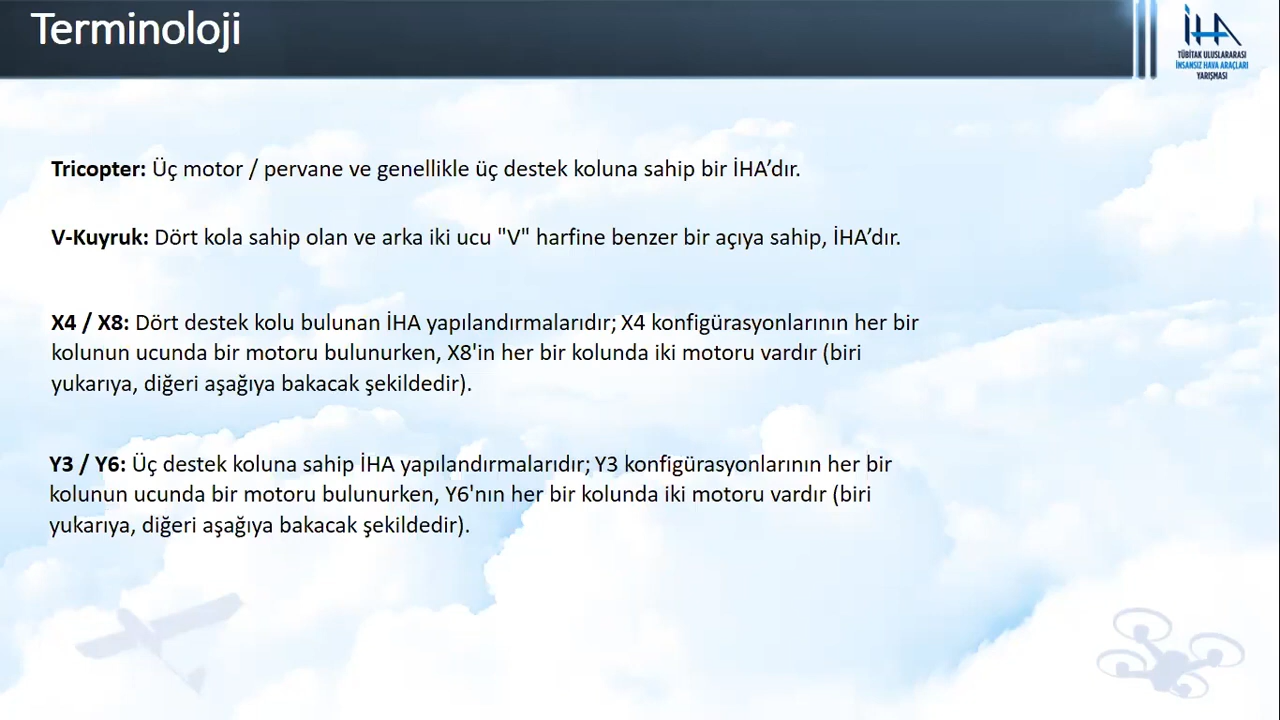 Terminoloji
İHA
TÜBİTAK ULUSLARARASI
İNSANSIZ HAVA ARAÇLARI
YARIŞMASI
Tricopter: Üç motor / pervane ve genellikle üç destek koluna sahip bir İHA’dır.
V-Kuyruk: Dört kola sahip olan ve arka iki ucu "V" harfine benzer bir açıya sahip, İHA’dır.
X4 / X8: Dört destek kolu bulunan İHA yapılandırmalarıdır; X4 konfigürasyonlarının her bir
kolunun ucunda bir motoru bulunurken, X8'in her bir kolunda iki motoru vardır (biri
yukarıya, diğeri aşağıya bakacak şekildedir).
Y3 / Y6: Üç destek koluna sahip İHA yapılandırmalarıdır; Y3 konfigürasyonlarının her bir
kolunun ucunda bir motoru bulunurken, Y6'nın her bir kolunda iki motoru vardır (biri
yukarıya, diğeri aşağıya bakacak şekildedir).